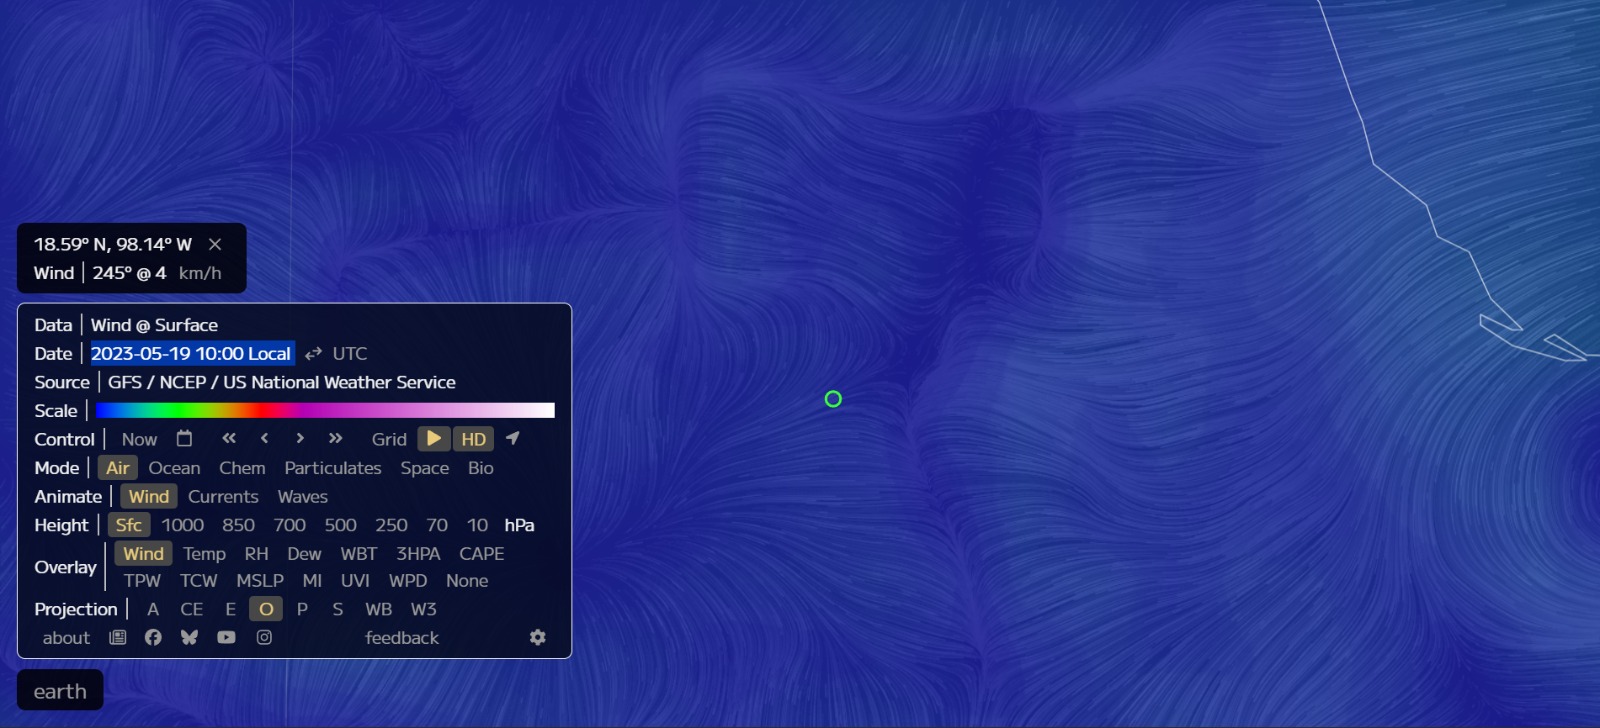 18.59° N, 98.14° W ×
Wind | 245° @ 4 km/h
Data | Wind @ Surface
Date | 2023-05-19 10:00 Local ⇄ UTC
Source | GFS / NCEP / US National Weather Service
Scale |
Control | Now « ‹ › » Grid ▶ HD
Mode | Air Ocean Chem Particulates Space Bio
Animate | Wind Currents Waves
Height | Sfc 1000 850 700 500 250 70 10 hPa
Overlay | Wind Temp RH Dew WBT 3HPA CAPE
TPW TCW MSLP MI UVI WPD None
Projection | A CE E O P S WB W3
about feedback
earth